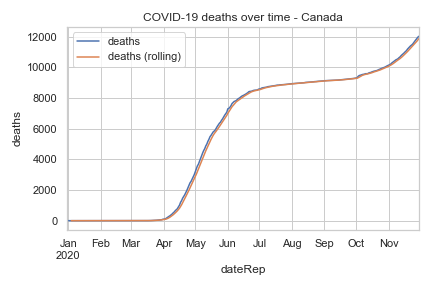 COVID-19 deaths over time - Canada
deaths
deaths (rolling)
12000
10000
8000
6000
4000
2000
0
deaths
Jan Feb Mar Apr May Jun Jul Aug Sep Oct Nov
2020
dateRep